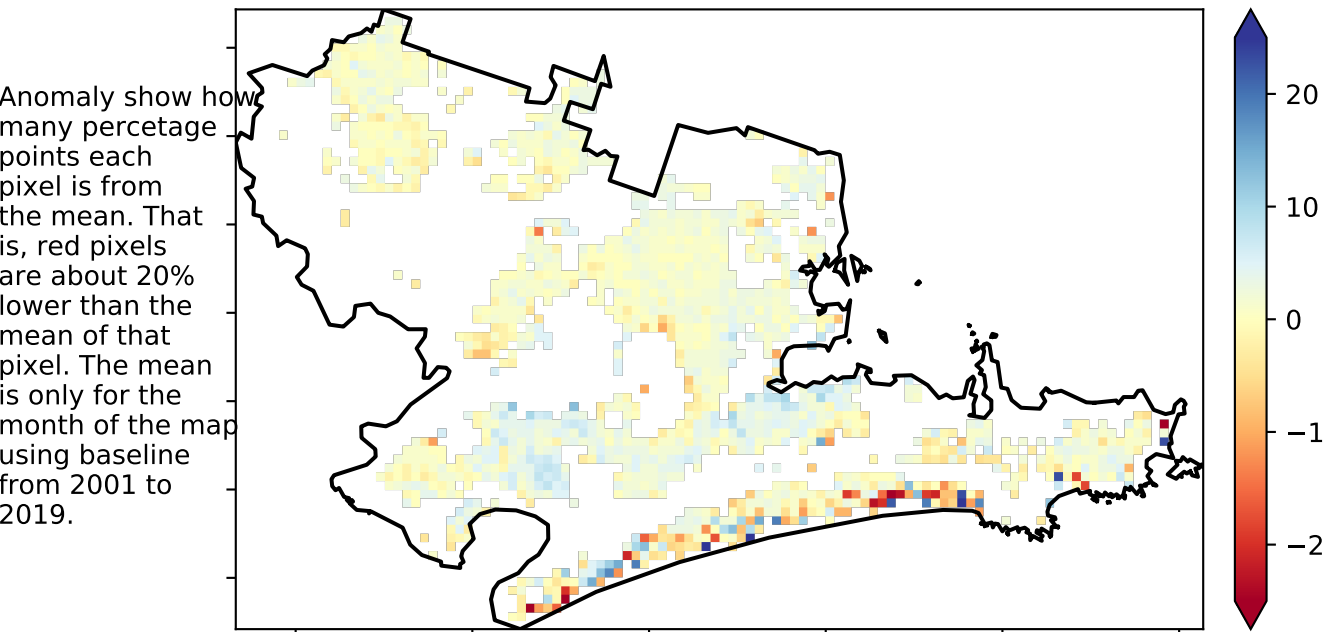 Anomaly show how
many percetage
points each
pixel is from
the mean. That
is, red pixels
are about 20%
lower than the
mean of that
pixel. The mean
is only for the
month of the map
using baseline
from 2001 to
2019.
20
10
0
−1
−2